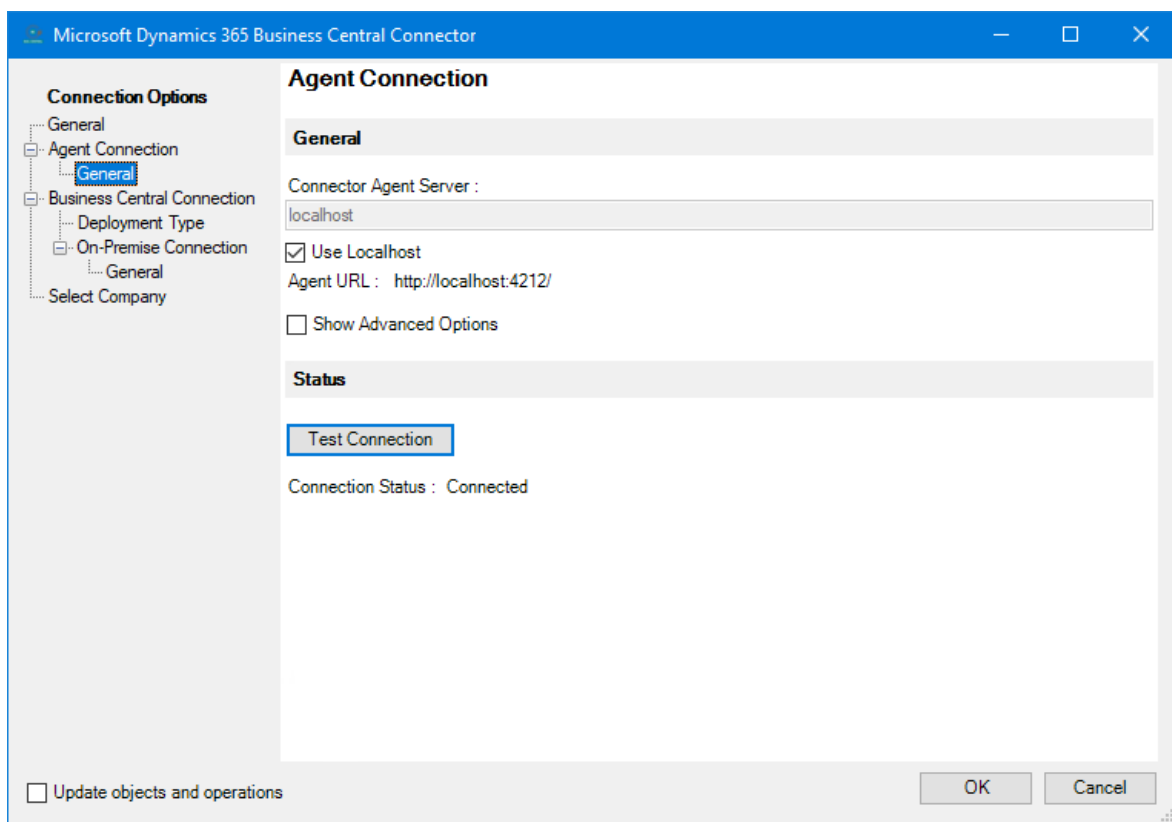 Microsoft Dynamics 365 Business Central Connector
Connection Options
General
Agent Connection
General
Business Central Connection
Deployment Type
On-Premise Connection
General
Select Company
Agent Connection
General
Connector Agent Server :
localhost
Use Localhost
Agent URL : http://localhost:4212/
Show Advanced Options
Status
Test Connection
Connection Status : Connected
Update objects and operations
OK
Cancel